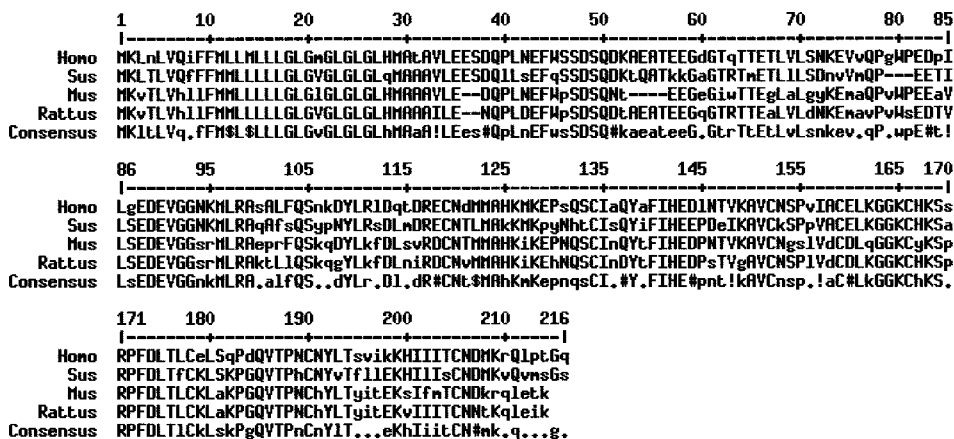 1 10 20 30 40 50 60 70 80 85
|--------+---------+---------+---------+---------+---------+---------+---------+----|
Homo MKLnLVQiFFMLLMLLLGLGmGLGLGLHMAtAVLEESDQPLNEFWSSDSQDKAEATEEGdGTqTTETLVLSNKEVvQPgWPEDpI
Sus MKLTLVQfFFMMLLLLLGLGVGLGLGLqMAAAVLEESDQllsEFqSSDSQDKtQATkkGaGTRTmETLlLSDnvVmQP---EETI
Mus MKvTLVhllFMMLLLLLGLGlGLGLGLHMAAAVLE--DQPLNEFWpSDSQNt----EEGeGiwTTEgLaLgyKEmaQPvWPEEaV
Rattus MKvTLVhllFMMLLLLLGLGVGLGLGLHMAAAILE--NQPLDEFWpSDSQDtAEATEEGqGTRTTEaLVLdNKEmavPvWsEDTV
Consensus MKltLVq.fFM$L$LLLGLGvGLGLGLhMAaA!LEes#QpLnEFwsSDSQ#kaeateeG.GtrTtEtLvLsnkev.qP.wpE#t!
86 95 105 115 125 135 145 155 165 170
|--------+---------+---------+---------+---------+---------+---------+---------+----|
Homo LgEDEVGGNKMLRAsALFQSnkDYLRlDqtDRECNdMMAHKMKEPsQSCIaQYaFIHEDlNTVKAVCNSPvIACELKGGKCHKSs
Sus LSEDEVGGNKMLRAqAfsQSypNYLRsDLmDRECNTLMAkKMKpyNhtCIsQYiFIHEEPDeIKAVCkSPpVACELKGGKCHKSa
Mus LSEDEVGGsrMLRAeprFQSkqDYLkfDLsvRDCNTMMAHKiKEPNQSCINQYTFIHEDPNTVKAVCNgslVdCDLqGGKCyKSp
Rattus LSEDEVGGsrMLRAktLlQSkqgYLkfDLniRDCNvMMAHKiKEhNQSCInDYtFIHEDPsTVgAVCNSPlVdCDLKGGKCHKSp
Consensus LsEDEVGGnkMLRA.alfQS..dYLr.Dl.dR#CNt$MAhKmKepnqsCI.#Y.FIHE#pnt!kAVCnsp.!aC#LkGGKChKS.
171 180 190 200 210 216
|--------+---------+---------+---------+-----|
Homo RPFDLTLCeLSqPdQVTPNCNYLTsvikKHIIITCNDMKrQlptGq
Sus RPFDLTfCKLSKPGQVTPhCNYvTfllEKHILIsCNDMKvQvmsGs
Mus RPFDLTLCKLaKPGQVTPNChYLTyitEKsIfmTCNDkrqletk
Rattus RPFDLTLCKLaKPGQVTPNChYLTyitEKvIIITCNNtKqleik
Consensus RPFDLTlCkLskPgQVTPnCnYlT...eKhIiitCN#mk.q...g.